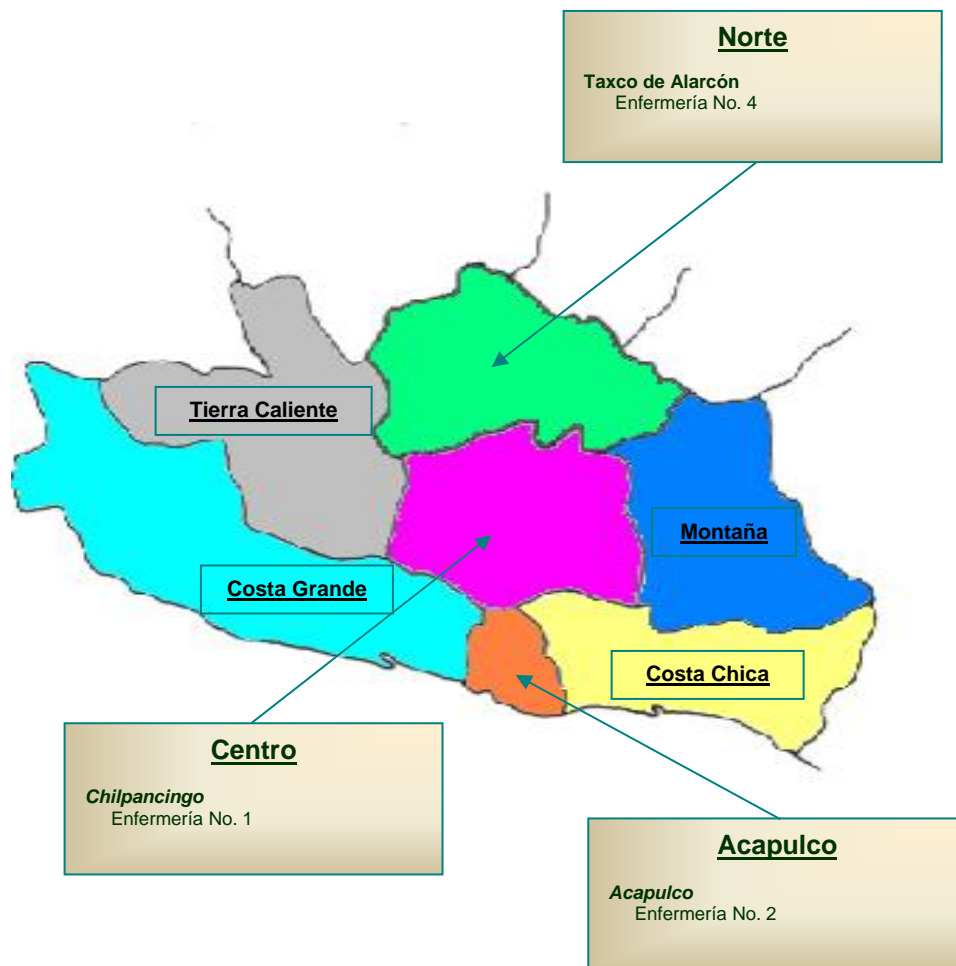 Norte
Taxco de Alarcón
Enfermería No. 4
Tierra Caliente
Montaña
Costa Grande
Costa Chica
Centro
Chilpancingo
Enfermería No. 1
Acapulco
Acapulco
Enfermería No. 2